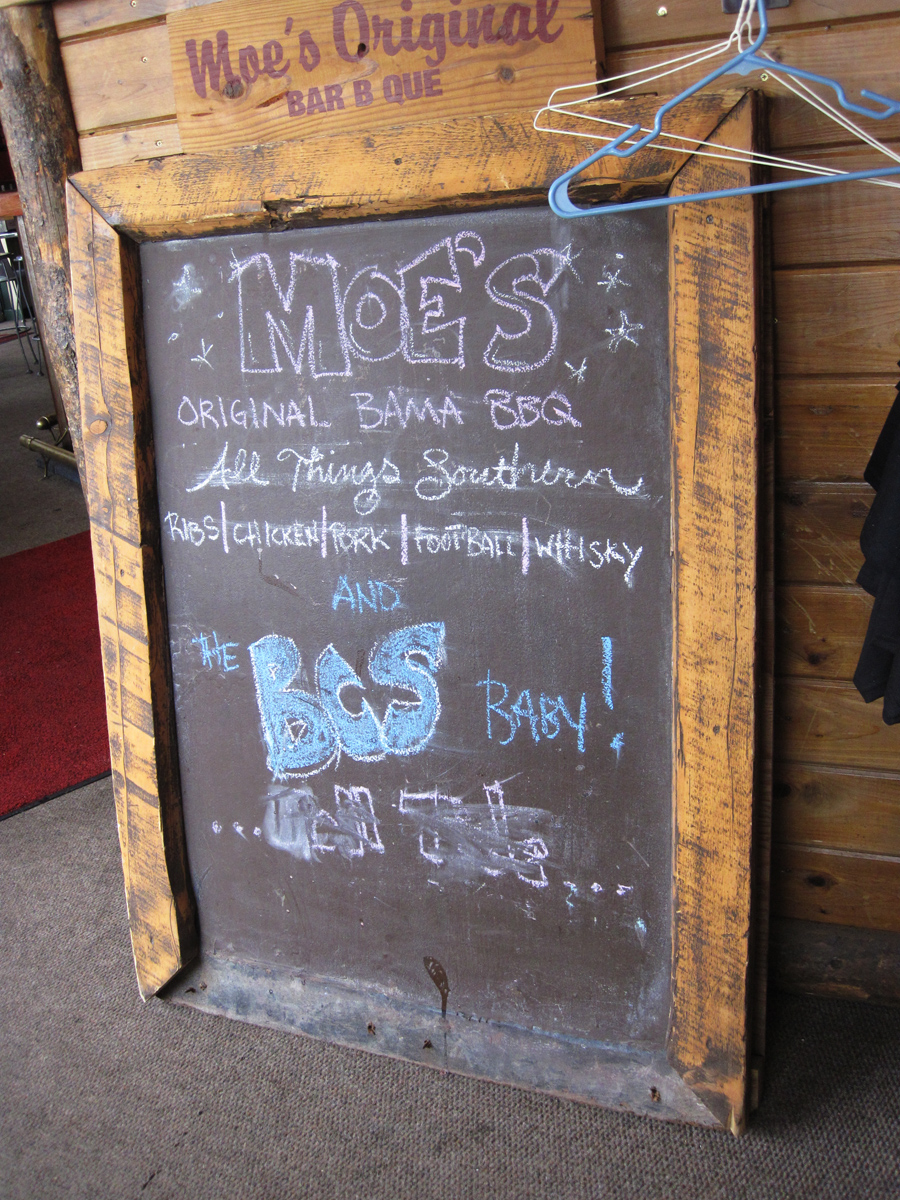 Moe's Original
BAR B QUE
MOE'S
ORIGINAL BAMA BBQ
All Things Southern
RIBS | CHICKEN | PORK | FOOTBALL | WHISKY
AND
THE BCS BABY!